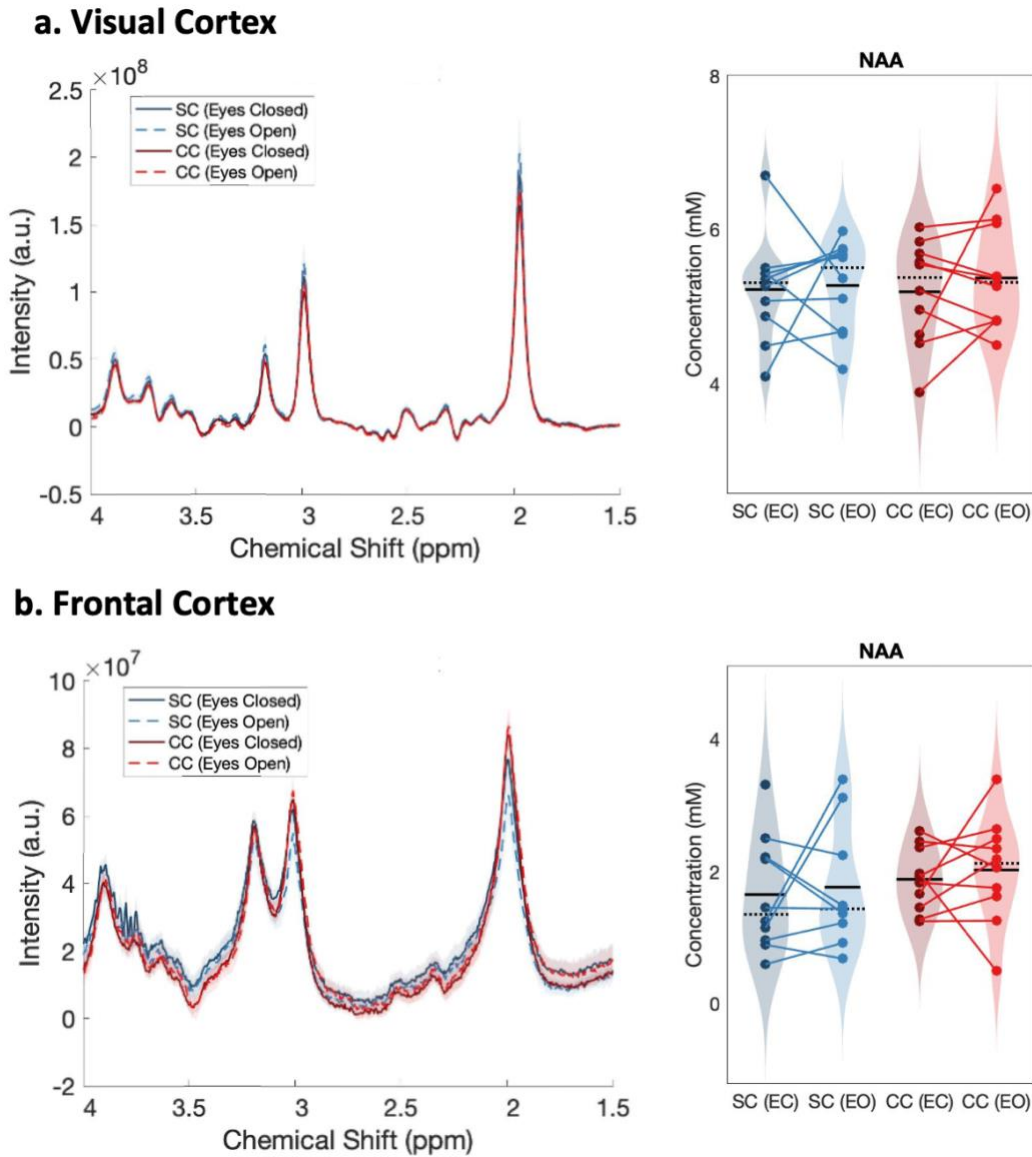 a. Visual Cortex
×10⁸
2.5
2
1.5
1
0.5
0
-0.5
Intensity (a.u.)
SC (Eyes Closed)
SC (Eyes Open)
CC (Eyes Closed)
CC (Eyes Open)
4 3.5 3 2.5 2 1.5
Chemical Shift (ppm)
NAA
8
6
4
Concentration (mM)
SC (EC) SC (EO) CC (EC) CC (EO)
b. Frontal Cortex
×10⁷
10
8
6
4
2
0
-2
Intensity (a.u.)
SC (Eyes Closed)
SC (Eyes Open)
CC (Eyes Closed)
CC (Eyes Open)
4 3.5 3 2.5 2 1.5
Chemical Shift (ppm)
NAA
4
2
0
Concentration (mM)
SC (EC) SC (EO) CC (EC) CC (EO)